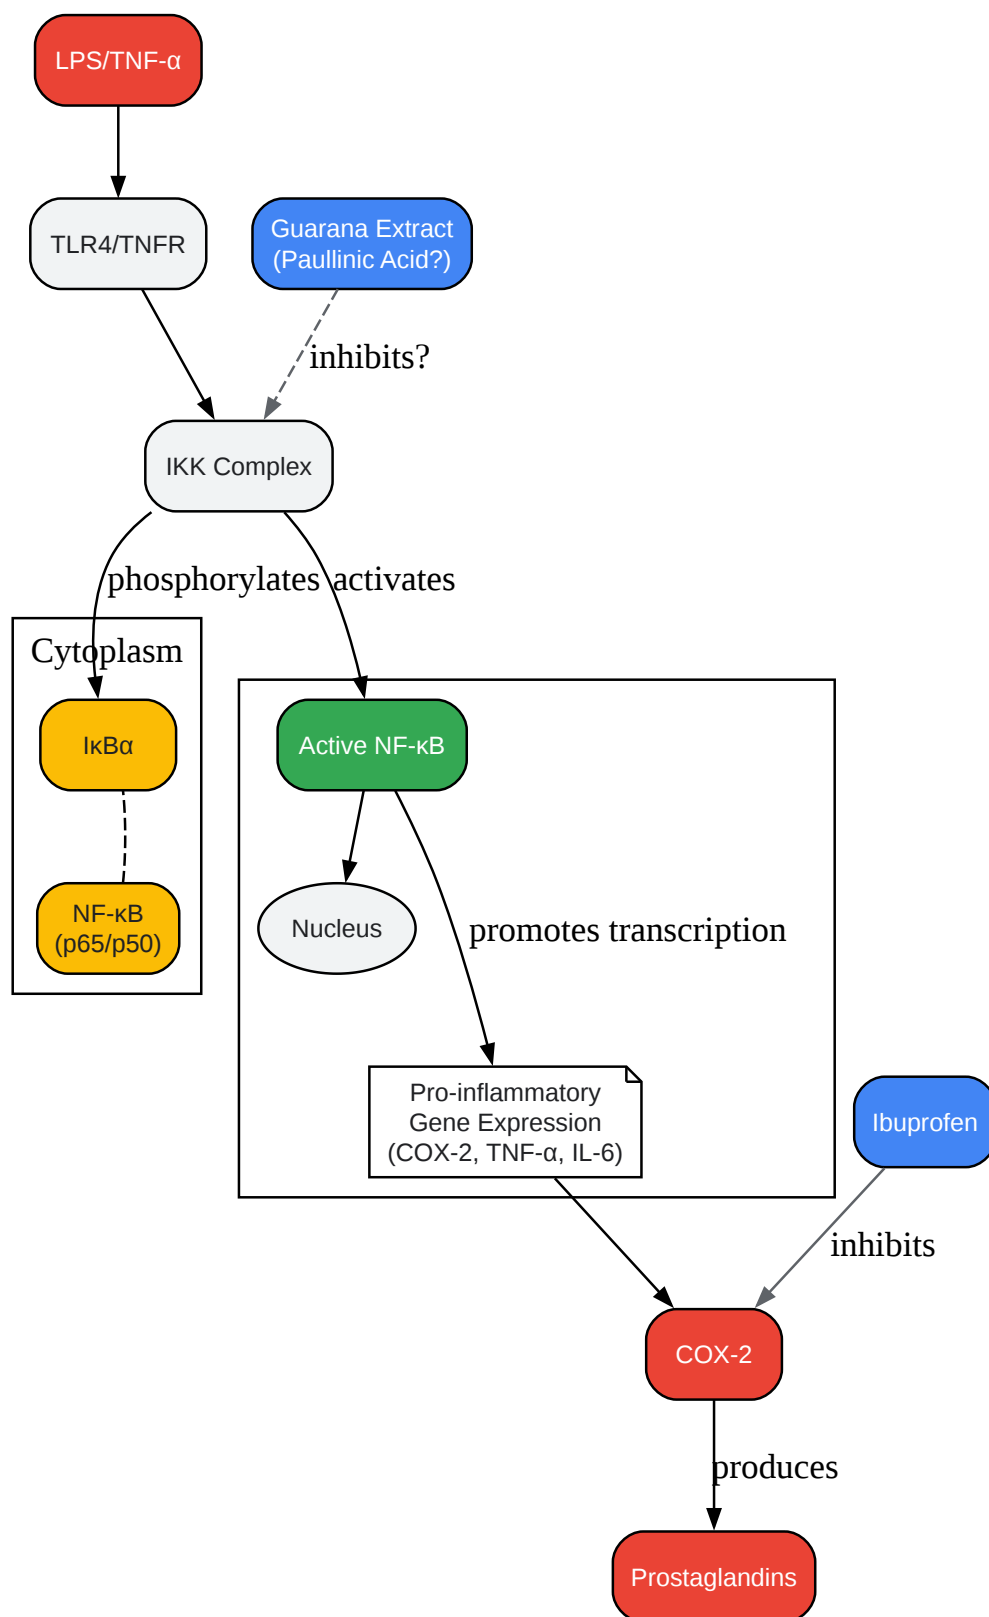 LPS/TNF-α
TLR4/TNFR
Guarana Extract
(Paullinic Acid?)
inhibits?
IKK Complex
phosphorylates
activates
Cytoplasm
IκBα
Active NF-κB
NF-κB
(p65/p50)
Nucleus
promotes transcription
Pro-inflammatory
Gene Expression
(COX-2, TNF-α, IL-6)
Ibuprofen
inhibits
COX-2
produces
Prostaglandins